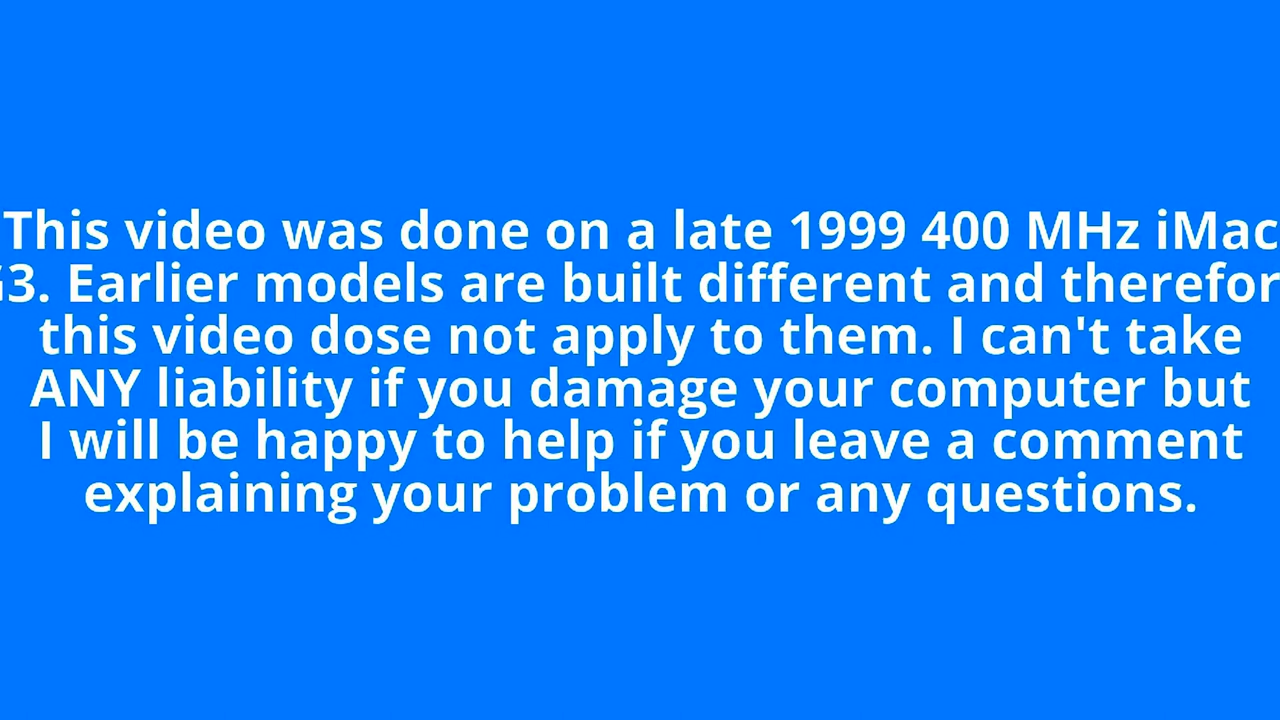 This video was done on a late 1999 400 MHz iMac
G3. Earlier models are built different and therefor
this video dose not apply to them. I can't take
ANY liability if you damage your computer but
I will be happy to help if you leave a comment
explaining your problem or any questions.